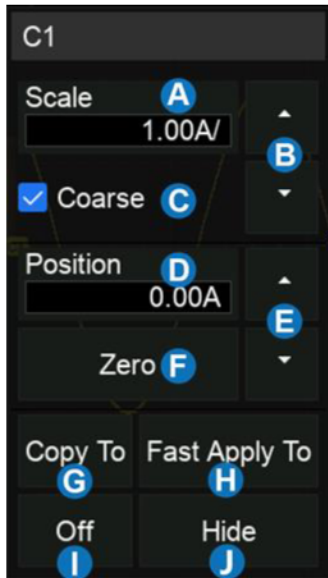 C1
Scale A
1.00A/
B
Coarse C
Position D
0.00A
E
Zero F
Copy To Fast Apply To
G H
Off Hide
I J